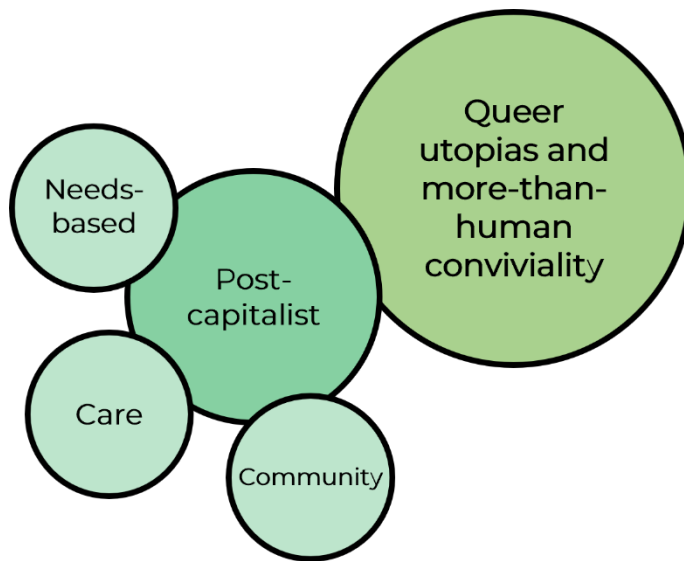 Queer
utopias and
more-than-
human
conviviality
Needs-
based
Post-
capitalist
Care
Community